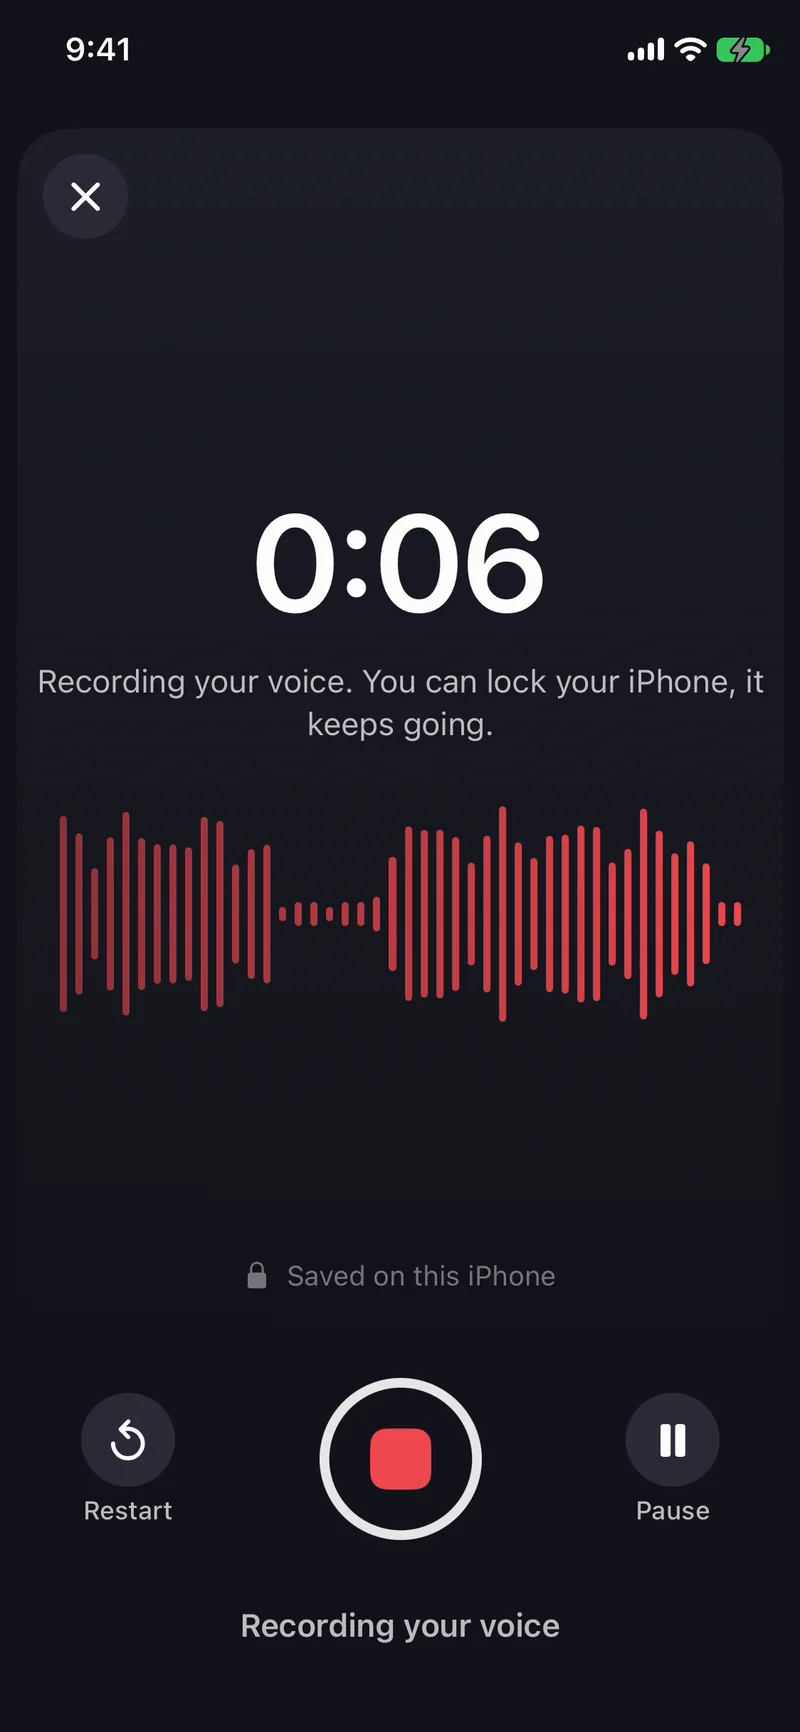 9:41
0:06
Recording your voice. You can lock your iPhone, it
keeps going.
Saved on this iPhone
Restart
Pause
Recording your voice